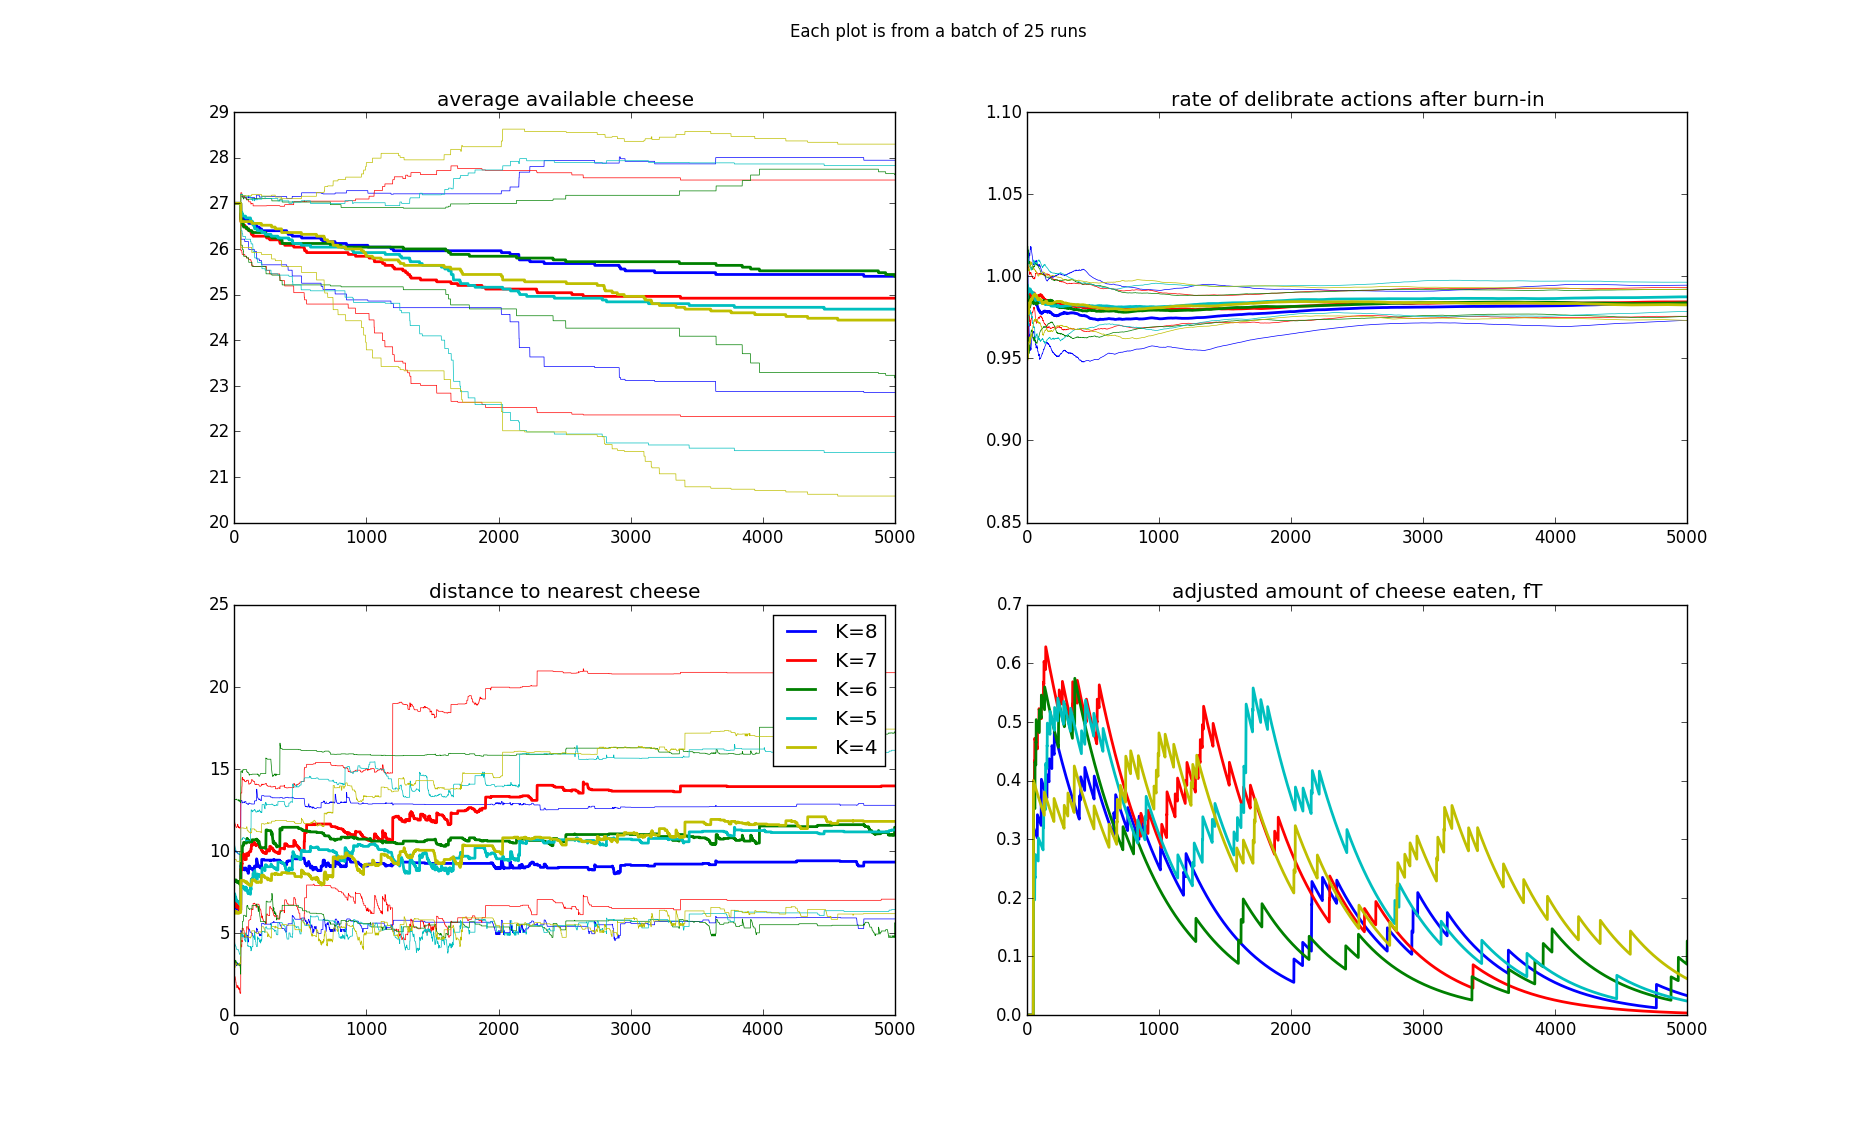 Each plot is from a batch of 25 runs
average available cheese
29
28
27
26
25
24
23
22
21
20
0 1000 2000 3000 4000 5000
rate of delibrate actions after burn-in
1.10
1.05
1.00
0.95
0.90
0.85
0 1000 2000 3000 4000 5000
distance to nearest cheese
25
20
15
10
5
0
0 1000 2000 3000 4000 5000
K=8
K=7
K=6
K=5
K=4
adjusted amount of cheese eaten, fT
0.7
0.6
0.5
0.4
0.3
0.2
0.1
0.0
0 1000 2000 3000 4000 5000